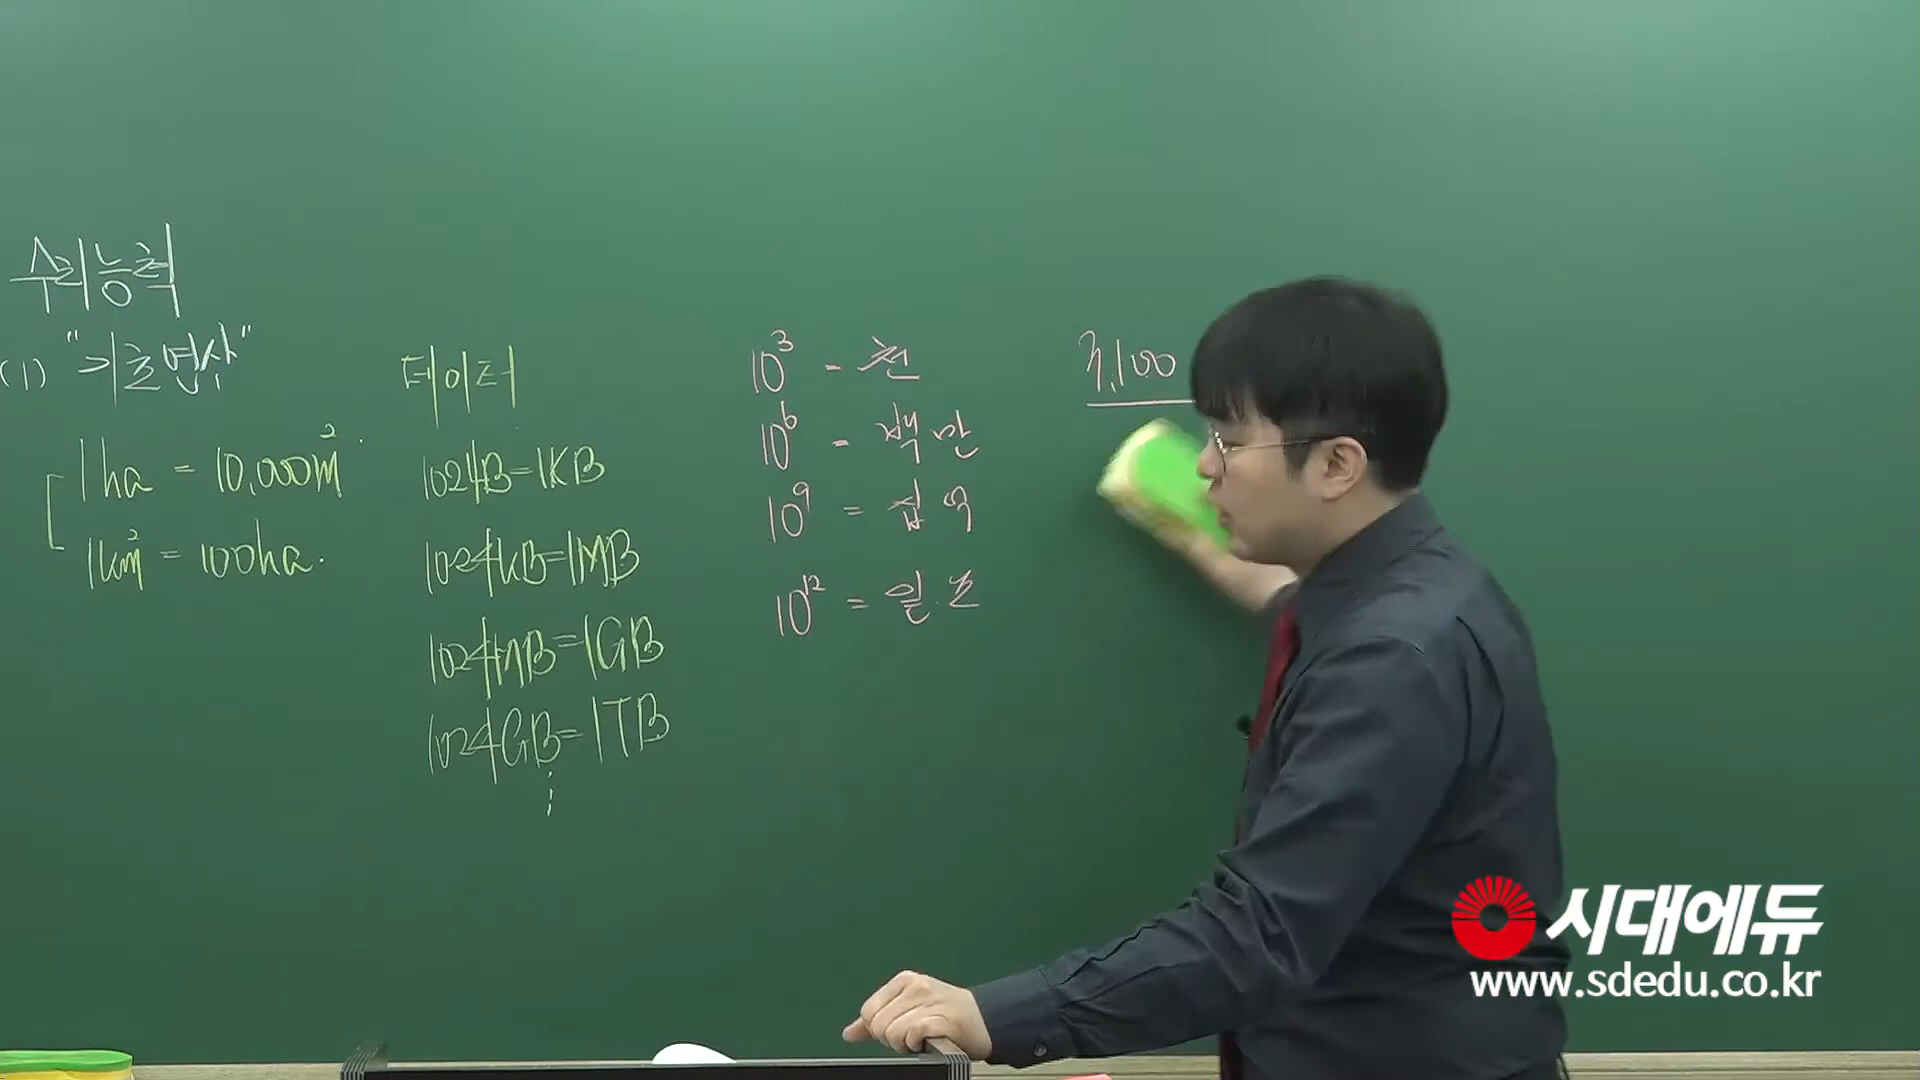 수리능력
(1) "기초연산"
1ha = 10,000m²
1km² = 100ha.
데이터
1024B=1KB
1024KB=1MB
1024MB=1GB
1024GB=1TB
10³ - 천
10⁶ - 백만
10⁹ = 십억
10¹² = 일조
시대에듀
www.sdedu.co.kr